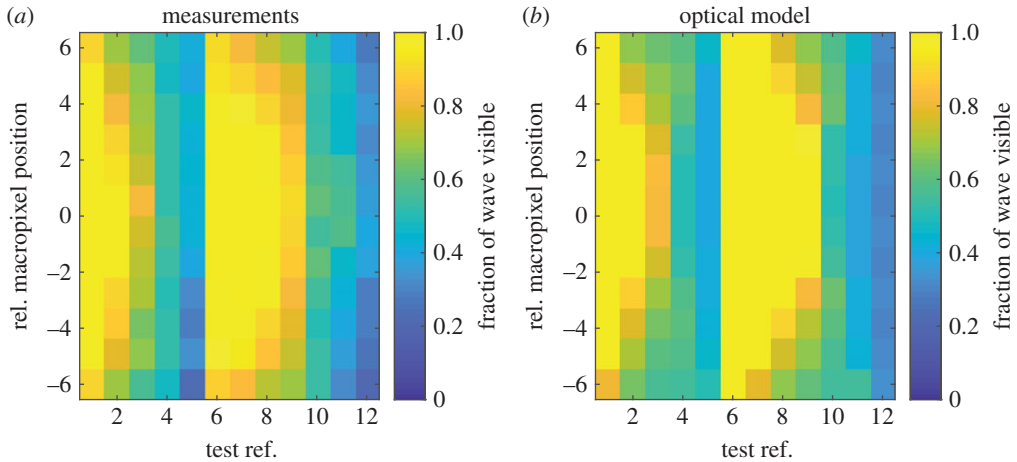 (a) measurements
6
4
2
0
–2
–4
–6
rel. macropixel position
2 4 6 8 10 12
test ref.
1.0
0.8
0.6
0.4
0.2
0
fraction of wave visible
(b) optical model
6
4
2
0
–2
–4
–6
rel. macropixel position
2 4 6 8 10 12
test ref.
1.0
0.8
0.6
0.4
0.2
0
fraction of wave visible